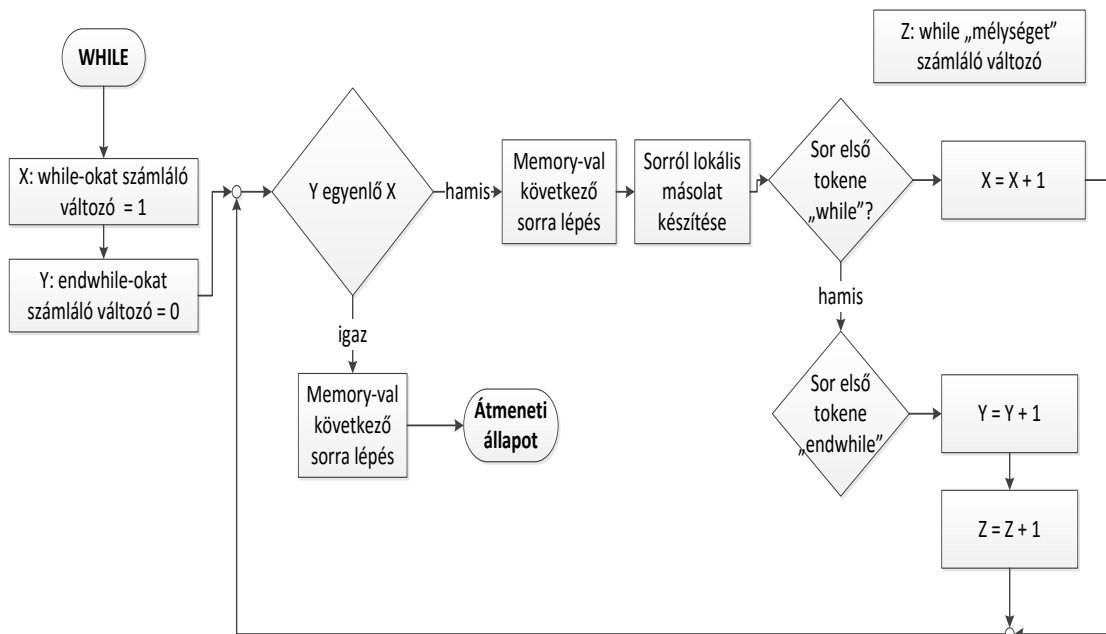 WHILE
X: while-okat számláló
változó  = 1
Y: endwhile-okat
számláló változó = 0
Y egyenlő X
hamis
igaz
Memory-val
következő
sorra lépés
Átmeneti
állapot
Memory-val
következő
sorra lépés
Sorról lokális
másolat
készítése
Sor első
tokene
„while”?
hamis
Sor első
tokene
„endwhile”
Z: while „mélységet”
számláló változó
X = X + 1
Y = Y + 1
Z = Z + 1